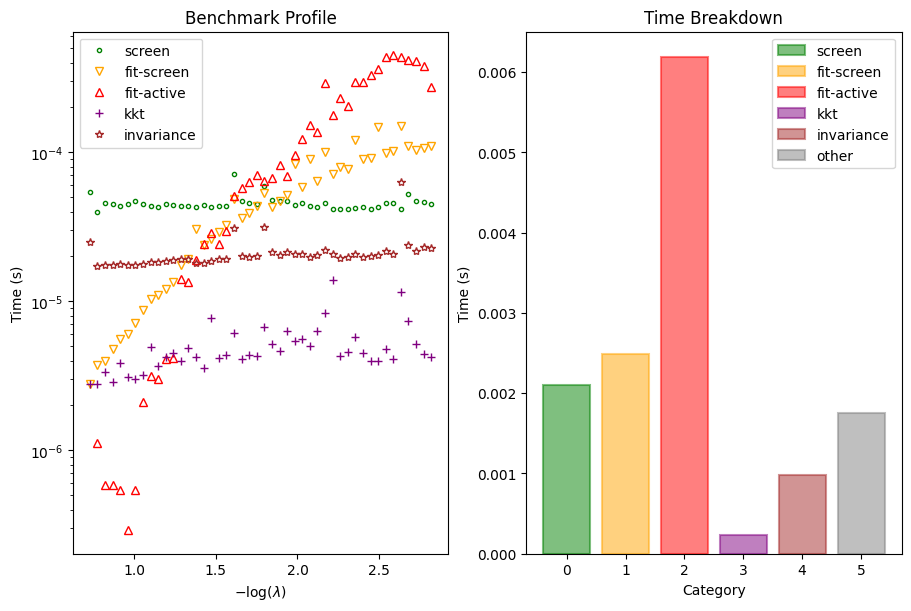 Benchmark Profile
screen
fit-screen
fit-active
kkt
invariance
10⁻⁴
10⁻⁵
10⁻⁶
Time (s)
1.0 1.5 2.0 2.5
−log(λ)
Time Breakdown
screen
fit-screen
fit-active
kkt
invariance
other
0.006
0.005
0.004
0.003
0.002
0.001
0.000
Time (s)
0 1 2 3 4 5
Category